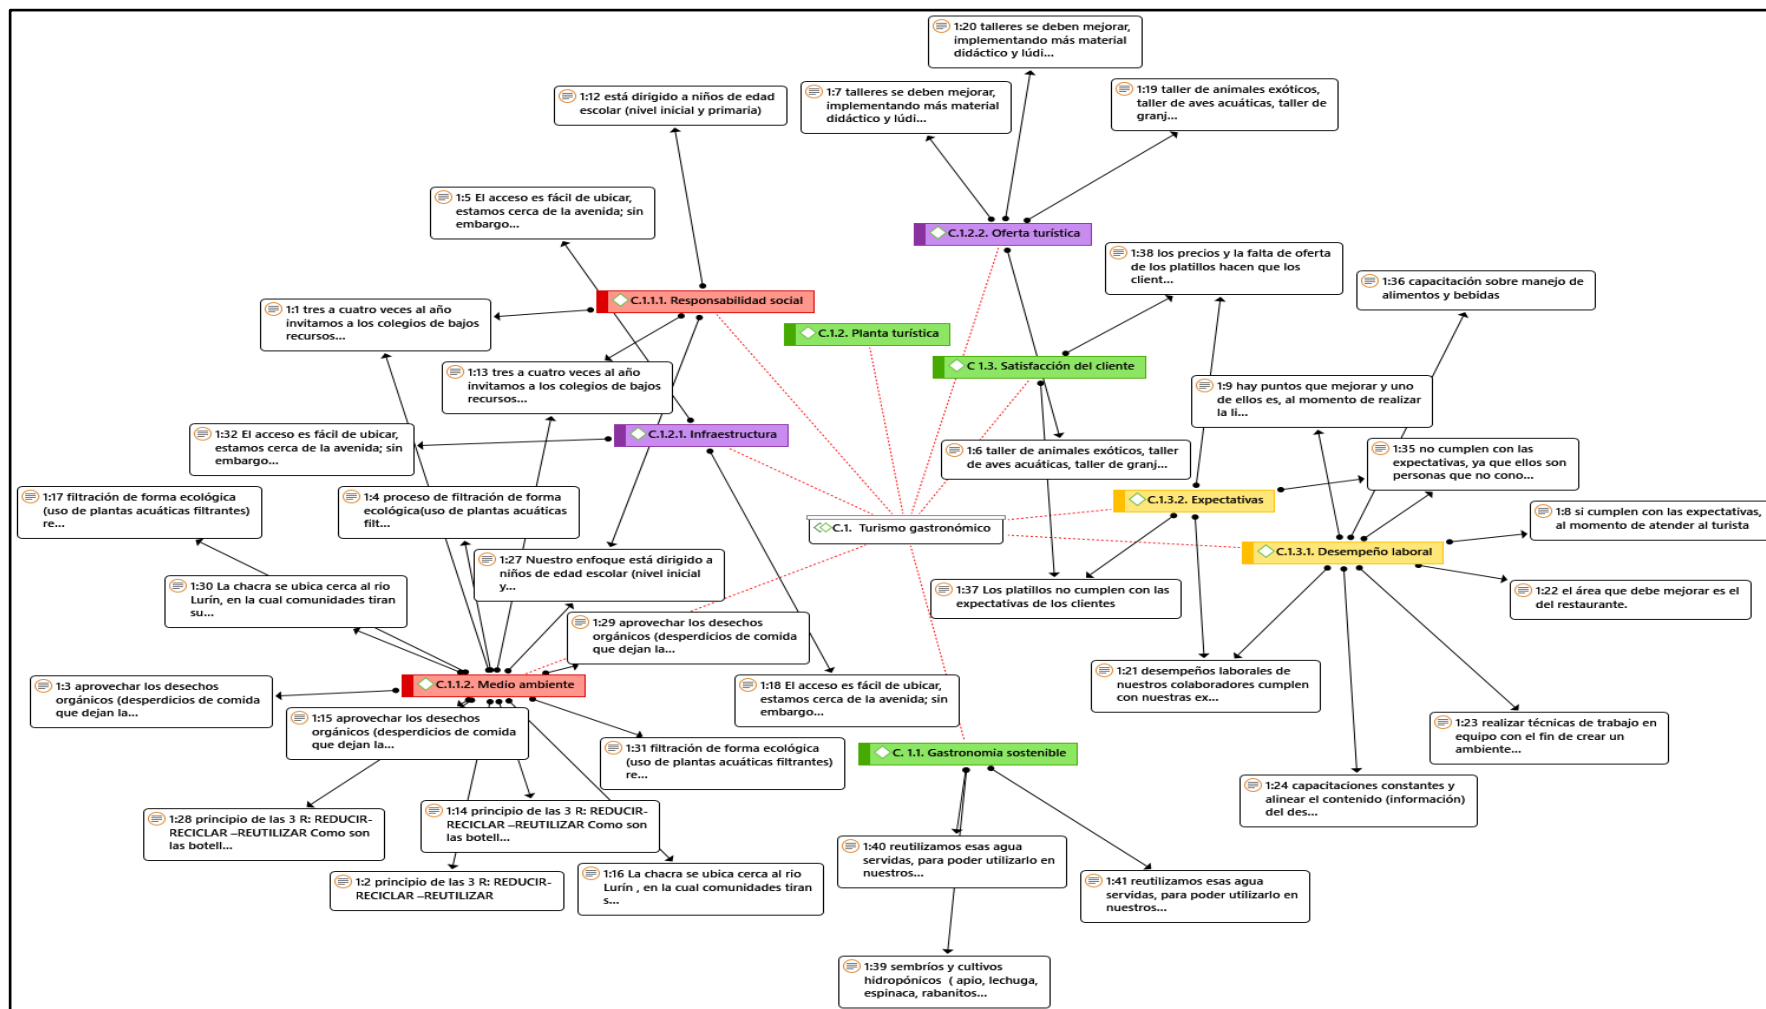 1:20 talleres se deben mejorar,
implementando más material
didáctico y lúdi...
1:7 talleres se deben mejorar,
implementando más material
didáctico y lúdi...
1:19 taller de animales exóticos,
taller de aves acuáticas, taller de
granj...
1:12 está dirigido a niños de edad
escolar (nivel inicial y primaria)
1:5 El acceso es fácil de ubicar,
estamos cerca de la avenida; sin
embargo...
C.1.2.2. Oferta turística
1:38 los precios y la falta de oferta
de los platillos hacen que los
client...
1:36 capacitación sobre manejo de
alimentos y bebidas
C.1.1.1. Responsabilidad social
1:1 tres a cuatro veces al año
invitamos a los colegios de bajos
recursos...
C.1.2. Planta turística
C 1.3. Satisfacción del cliente
1:13 tres a cuatro veces al año
invitamos a los colegios de bajos
recursos...
1:9 hay puntos que mejorar y uno
de ellos es, al momento de realizar
la li...
1:32 El acceso es fácil de ubicar,
estamos cerca de la avenida; sin
embargo...
C.1.2.1. Infraestructura
1:6 taller de animales exóticos, taller
de aves acuáticas, taller de granj...
1:35 no cumplen con las
expectativas, ya que ellos son
personas que no cono...
1:17 filtración de forma ecológica
(uso de plantas acuáticas filtrantes)
re...
1:4 proceso de filtración de forma
ecológica(uso de plantas acuáticas
filt...
C.1.3.2. Expectativas
1:8 si cumplen con las expectativas,
al momento de atender al turista
C.1. Turismo gastronómico
C.1.3.1. Desempeño laboral
1:27 Nuestro enfoque está dirigido a
niños de edad escolar (nivel inicial
y...
1:30 La chacra se ubica cerca al rio
Lurín, en la cual comunidades tiran
su...
1:37 Los platillos no cumplen con las
expectativas de los clientes
1:22 el área que debe mejorar es el
del restaurante.
1:29 aprovechar los desechos
orgánicos (desperdicios de comida
que dejan la...
C.1.1.2. Medio ambiente
1:3 aprovechar los desechos
orgánicos (desperdicios de comida
que dejan la...
1:18 El acceso es fácil de ubicar,
estamos cerca de la avenida; sin
embargo...
1:21 desempeños laborales de
nuestros colaboradores cumplen
con nuestras ex...
1:15 aprovechar los desechos
orgánicos (desperdicios de comida
que dejan la...
1:23 realizar técnicas de trabajo en
equipo con el fin de crear un
ambiente...
1:31 filtración de forma ecológica
(uso de plantas acuáticas filtrantes)
re...
C. 1.1. Gastronomia sostenible
1:24 capacitaciones constantes y
alinear el contenido (información)
del des...
1:28 principio de las 3 R: REDUCIR-
RECICLAR –REUTILIZAR Como son
las botell...
1:14 principio de las 3 R: REDUCIR-
RECICLAR –REUTILIZAR Como son
las botell...
1:40 reutilizamos esas agua
servidas, para poder utilizarlo en
nuestros...
1:2 principio de las 3 R: REDUCIR-
RECICLAR –REUTILIZAR
1:16 La chacra se ubica cerca al rio
Lurín , en la cual comunidades tiran
s...
1:41 reutilizamos esas agua
servidas, para poder utilizarlo en
nuestros...
1:39 sembríos y cultivos
hidropónicos ( apio, lechuga,
espinaca, rabanitos...